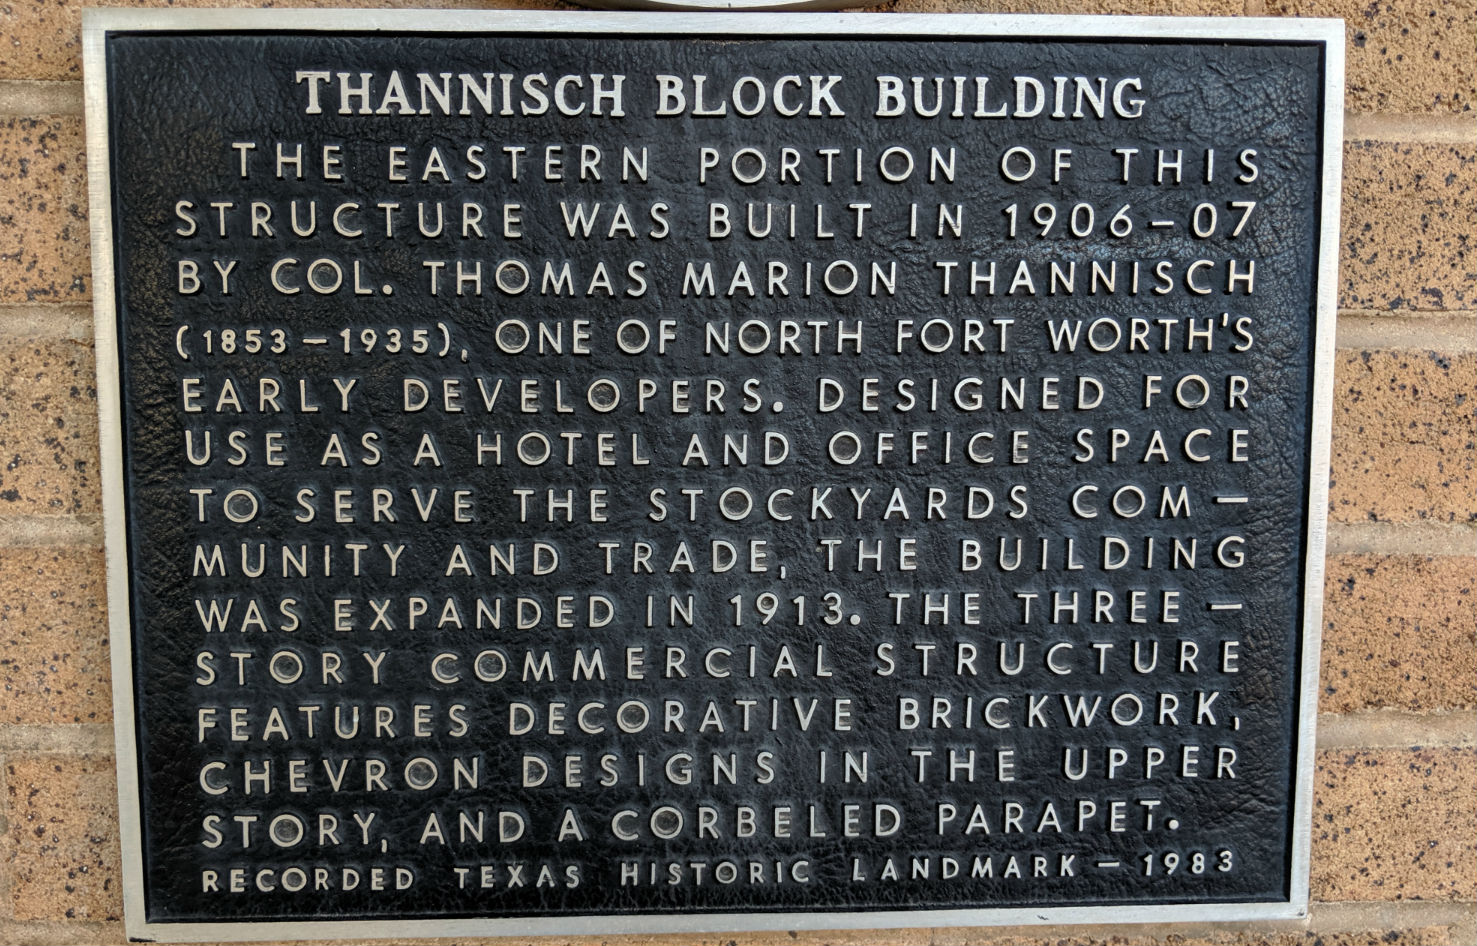 THANNISCH BLOCK BUILDING
THE EASTERN PORTION OF THIS
STRUCTURE WAS BUILT IN 1906-07
BY COL. THOMAS MARION THANNISCH
(1853-1935), ONE OF NORTH FORT WORTH'S
EARLY DEVELOPERS. DESIGNED FOR
USE AS A HOTEL AND OFFICE SPACE
TO SERVE THE STOCKYARDS COM-
MUNITY AND TRADE, THE BUILDING
WAS EXPANDED IN 1913. THE THREE-
STORY COMMERCIAL STRUCTURE
FEATURES DECORATIVE BRICKWORK,
CHEVRON DESIGNS IN THE UPPER
STORY, AND A CORBELED PARAPET.
RECORDED TEXAS HISTORIC LANDMARK-1983